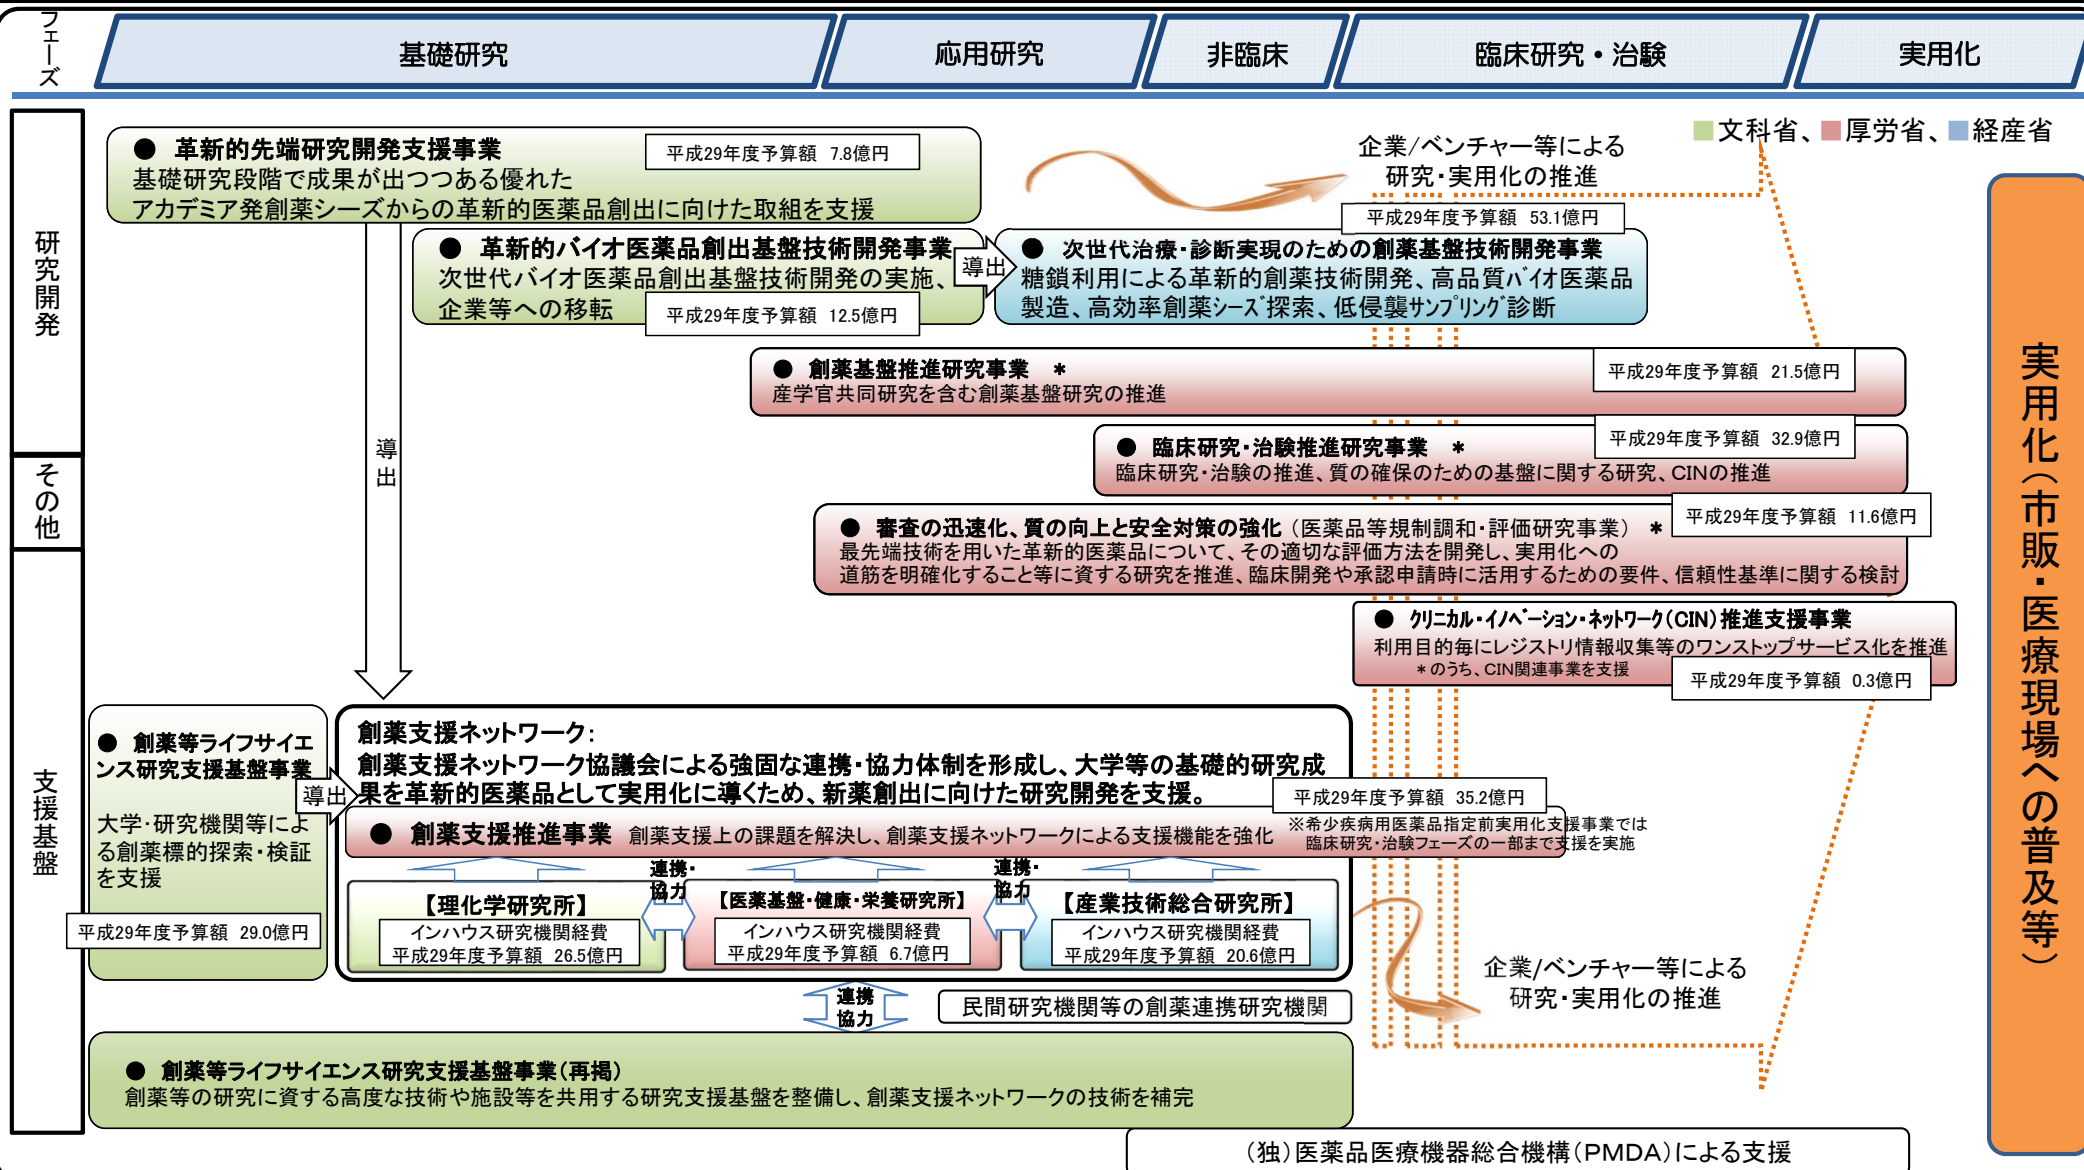 フェーズ
基礎研究
応用研究
非臨床
臨床研究・治験
実用化
■文科省、■厚労省、■経産省
研究開発
● 革新的先端研究開発支援事業
平成29年度予算額 7.8億円
基礎研究段階で成果が出つつある優れた
アカデミア発創薬シーズからの革新的医薬品創出に向けた取組を支援
企業/ベンチャー等による
研究・実用化の推進
平成29年度予算額 53.1億円
● 革新的バイオ医薬品創出基盤技術開発事業
次世代バイオ医薬品創出基盤技術開発の実施、
企業等への移転
平成29年度予算額 12.5億円
導出
● 次世代治療・診断実現のための創薬基盤技術開発事業
糖鎖利用による革新的創薬技術開発、高品質バイオ医薬品
製造、高効率創薬シーズ探索、低侵襲サンプリング診断
● 創薬基盤推進研究事業 *
産学官共同研究を含む創薬基盤研究の推進
平成29年度予算額 21.5億円
導出
その他
● 臨床研究・治験推進研究事業 *
平成29年度予算額 32.9億円
臨床研究・治験の推進、質の確保のための基盤に関する研究、CINの推進
● 審査の迅速化、質の向上と安全対策の強化(医薬品等規制調和・評価研究事業) *
平成29年度予算額 11.6億円
最先端技術を用いた革新的医薬品について、その適切な評価方法を開発し、実用化への
道筋を明確化すること等に資する研究を推進、臨床開発や承認申請時に活用するための要件、信頼性基準に関する検討
● クリニカル・イノベーション・ネットワーク(CIN)推進支援事業
利用目的毎にレジストリ情報収集等のワンストップサービス化を推進
*のうち、CIN関連事業を支援
平成29年度予算額 0.3億円
支援基盤
● 創薬等ライフサイエ
ンス研究支援基盤事業
大学・研究機関等によ
る創薬標的探索・検証
を支援
平成29年度予算額 29.0億円
導出
創薬支援ネットワーク:
創薬支援ネットワーク協議会による強固な連携・協力体制を形成し、大学等の基礎的研究成
果を革新的医薬品として実用化に導くため、新薬創出に向けた研究開発を支援。
平成29年度予算額 35.2億円
● 創薬支援推進事業 創薬支援上の課題を解決し、創薬支援ネットワークによる支援機能を強化
※希少疾病用医薬品指定前実用化支援事業では
臨床研究・治験フェーズの一部まで支援を実施
連携・
協力
連携・
協力
【理化学研究所】
インハウス研究機関経費
平成29年度予算額 26.5億円
【医薬基盤・健康・栄養研究所】
インハウス研究機関経費
平成29年度予算額 6.7億円
【産業技術総合研究所】
インハウス研究機関経費
平成29年度予算額 20.6億円
企業/ベンチャー等による
研究・実用化の推進
連携
協力
民間研究機関等の創薬連携研究機関
● 創薬等ライフサイエンス研究支援基盤事業(再掲)
創薬等の研究に資する高度な技術や施設等を共用する研究支援基盤を整備し、創薬支援ネットワークの技術を補完
(独)医薬品医療機器総合機構(PMDA)による支援
実用化(市販・医療現場への普及等)